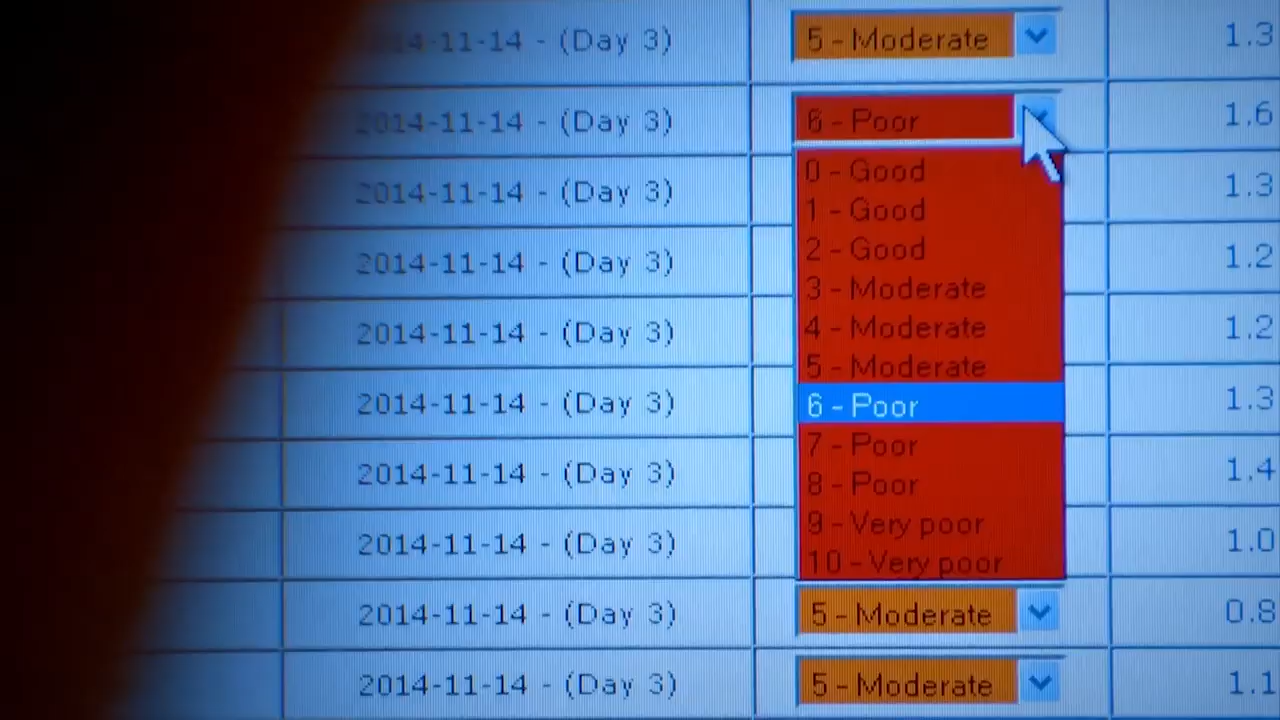 14-11-14 - (Day 3) 5 - Moderate 1.3
2014-11-14 - (Day 3) 6 - Poor 1.6
0 - Good
2014-11-14 - (Day 3) 1.3
1 - Good
2 - Good
2014-11-14 - (Day 3) 1.2
3 - Moderate
4 - Moderate
2014-11-14 - (Day 3) 1.2
5 - Moderate
2014-11-14 - (Day 3) 6 - Poor 1.3
7 - Poor
2014-11-14 - (Day 3) 1.4
8 - Poor
9 - Very poor
2014-11-14 - (Day 3) 1.0
10 - Very poor
2014-11-14 - (Day 3) 5 - Moderate 0.8
2014-11-14 - (Day 3) 5 - Moderate 1.1